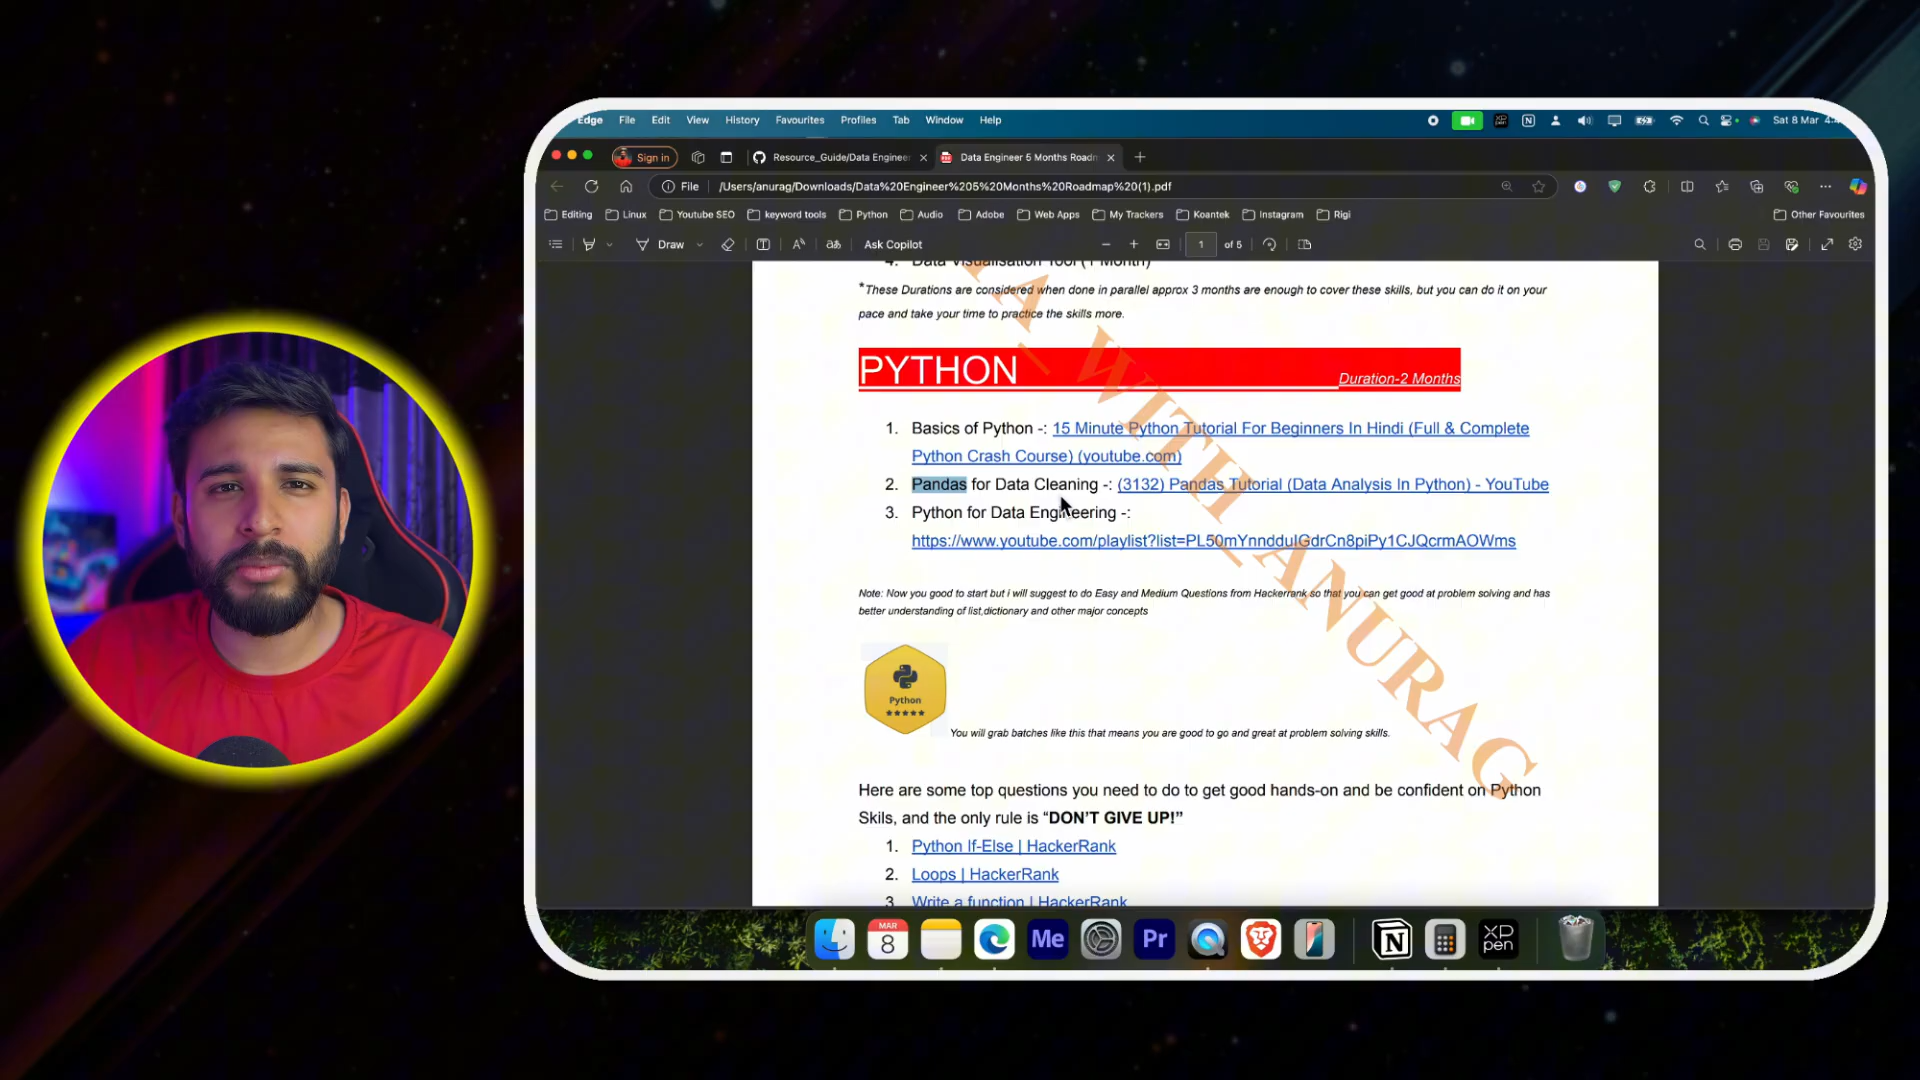 Edge File Edit View History Favourites Profiles Tab Window Help
Sat 8 Mar
Sign in Resource_Guide/Data Engineer Data Engineer 5 Months Roadm
File /Users/anurag/Downloads/Data%20Engineer%205%20Months%20Roadmap%20(1).pdf
Editing Linux Youtube SEO keyword tools Python Audio Adobe Web Apps My Trackers Koantek Instagram Rigi Other Favourites
Draw Ask Copilot 1 of 5
4. Data Visualisation Tool (1 Month)
*These Durations are considered when done in parallel approx 3 months are enough to cover these skills, but you can do it on your
pace and take your time to practice the skills more.
PYTHON Duration-2 Months
1. Basics of Python -: 15 Minute Python Tutorial For Beginners In Hindi (Full & Complete
Python Crash Course) (youtube.com)
2. Pandas for Data Cleaning -: (3132) Pandas Tutorial (Data Analysis In Python) - YouTube
3. Python for Data Engineering -:
https://www.youtube.com/playlist?list=PL50mYnndduIGdrCn8piPy1CJQcrmAOWms
Note: Now you good to start but i will suggest to do Easy and Medium Questions from Hackerrank so that you can get good at problem solving and has
better understanding of list,dictionary and other major concepts
Python
You will grab batches like this that means you are good to go and great at problem solving skills.
Here are some top questions you need to do to get good hands-on and be confident on Python
Skils, and the only rule is “DON’T GIVE UP!”
1. Python If-Else | HackerRank
2. Loops | HackerRank
3. Write a function | HackerRank
TA_WITH_ANURAG
MAR
8
Me
Pr
N
XP
pen